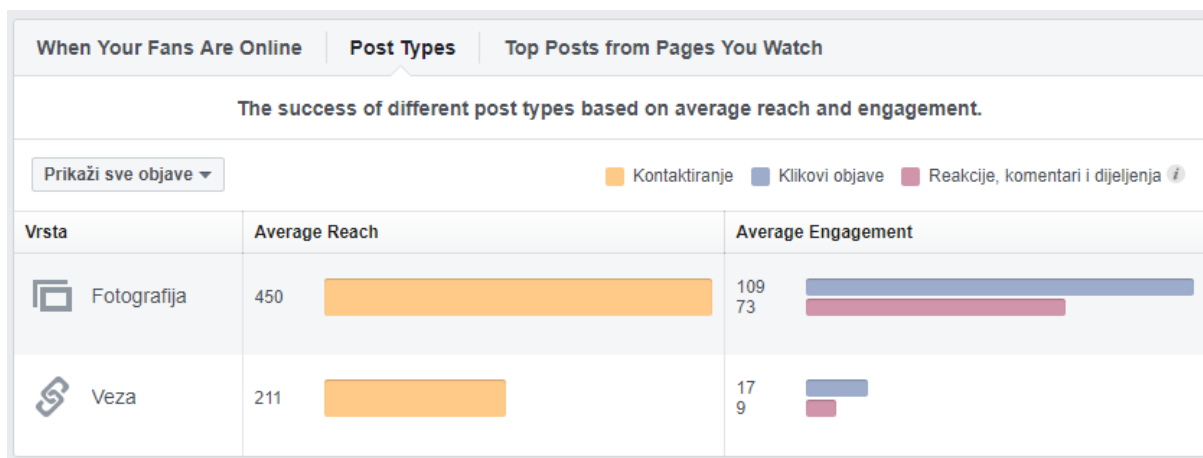 When Your Fans Are Online Post Types Top Posts from Pages You Watch
The success of different post types based on average reach and engagement.
Prikaži sve objave Kontaktiranje Klikovi objave Reakcije, komentari i dijeljenja i
Vrsta Average Reach Average Engagement
Fotografija 450 109
73
Veza 211 17
9